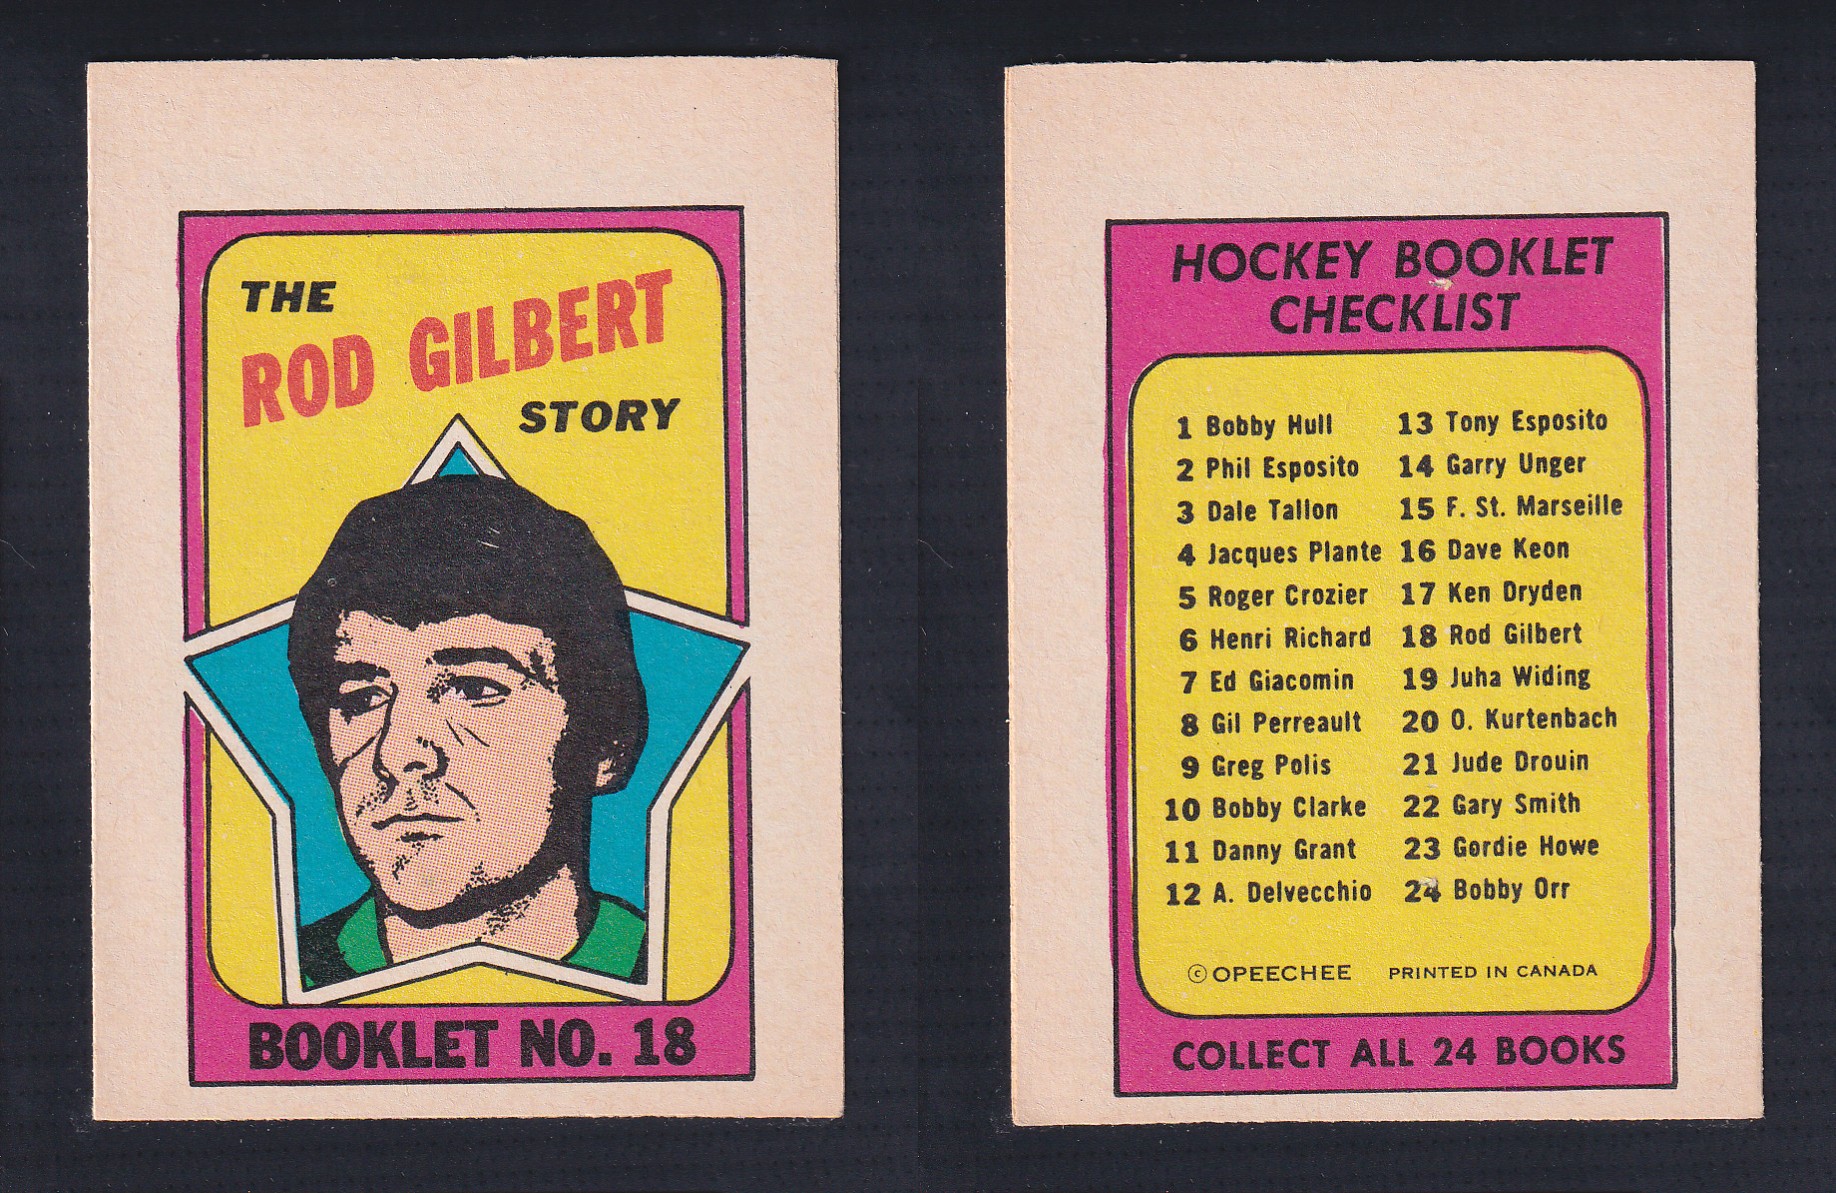 THE
ROD GILBERT
STORY
BOOKLET NO. 18
HOCKEY BOOKLET
CHECKLIST
1 Bobby Hull
2 Phil Esposito
3 Dale Tallon
4 Jacques Plante
5 Roger Crozier
6 Henri Richard
7 Ed Giacomin
8 Gil Perreault
9 Greg Polis
10 Bobby Clarke
11 Danny Grant
12 A. Delvecchio
13 Tony Esposito
14 Garry Unger
15 F. St. Marseille
16 Dave Keon
17 Ken Dryden
18 Rod Gilbert
19 Juha Widing
20 O. Kurtenbach
21 Jude Drouin
22 Gary Smith
23 Gordie Howe
24 Bobby Orr
© OPEECHEE PRINTED IN CANADA
COLLECT ALL 24 BOOKS